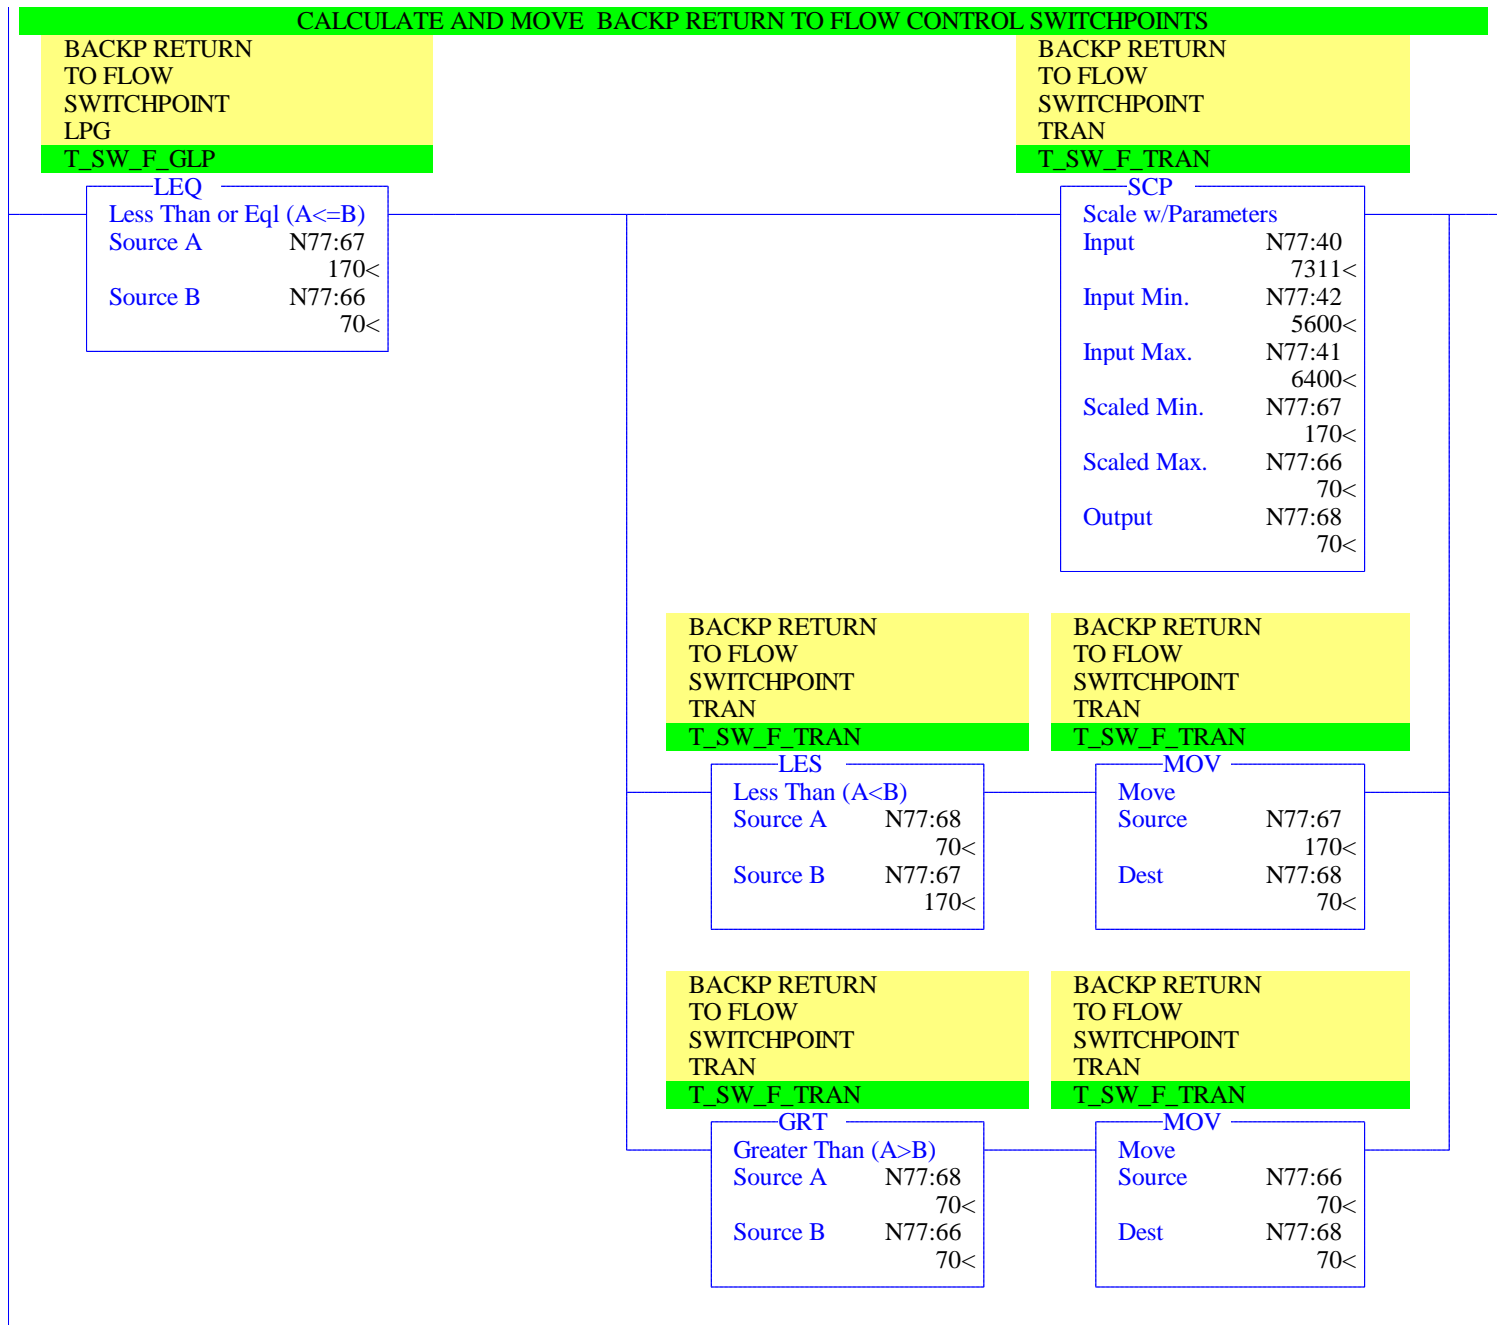 CALCULATE AND MOVE  BACKP RETURN TO FLOW CONTROL SWITCHPOINTS
BACKP RETURN
TO FLOW
SWITCHPOINT
LPG
T_SW_F_GLP
LEQ
Less Than or Eql (A<=B)
Source A N77:67
170<
Source B N77:66
70<
BACKP RETURN
TO FLOW
SWITCHPOINT
TRAN
T_SW_F_TRAN
SCP
Scale w/Parameters
Input N77:40
7311<
Input Min. N77:42
5600<
Input Max. N77:41
6400<
Scaled Min. N77:67
170<
Scaled Max. N77:66
70<
Output N77:68
70<
BACKP RETURN
TO FLOW
SWITCHPOINT
TRAN
T_SW_F_TRAN
LES
Less Than (A<B)
Source A N77:68
70<
Source B N77:67
170<
BACKP RETURN
TO FLOW
SWITCHPOINT
TRAN
T_SW_F_TRAN
MOV
Move
Source N77:67
170<
Dest N77:68
70<
BACKP RETURN
TO FLOW
SWITCHPOINT
TRAN
T_SW_F_TRAN
GRT
Greater Than (A>B)
Source A N77:68
70<
Source B N77:66
70<
BACKP RETURN
TO FLOW
SWITCHPOINT
TRAN
T_SW_F_TRAN
MOV
Move
Source N77:66
70<
Dest N77:68
70<